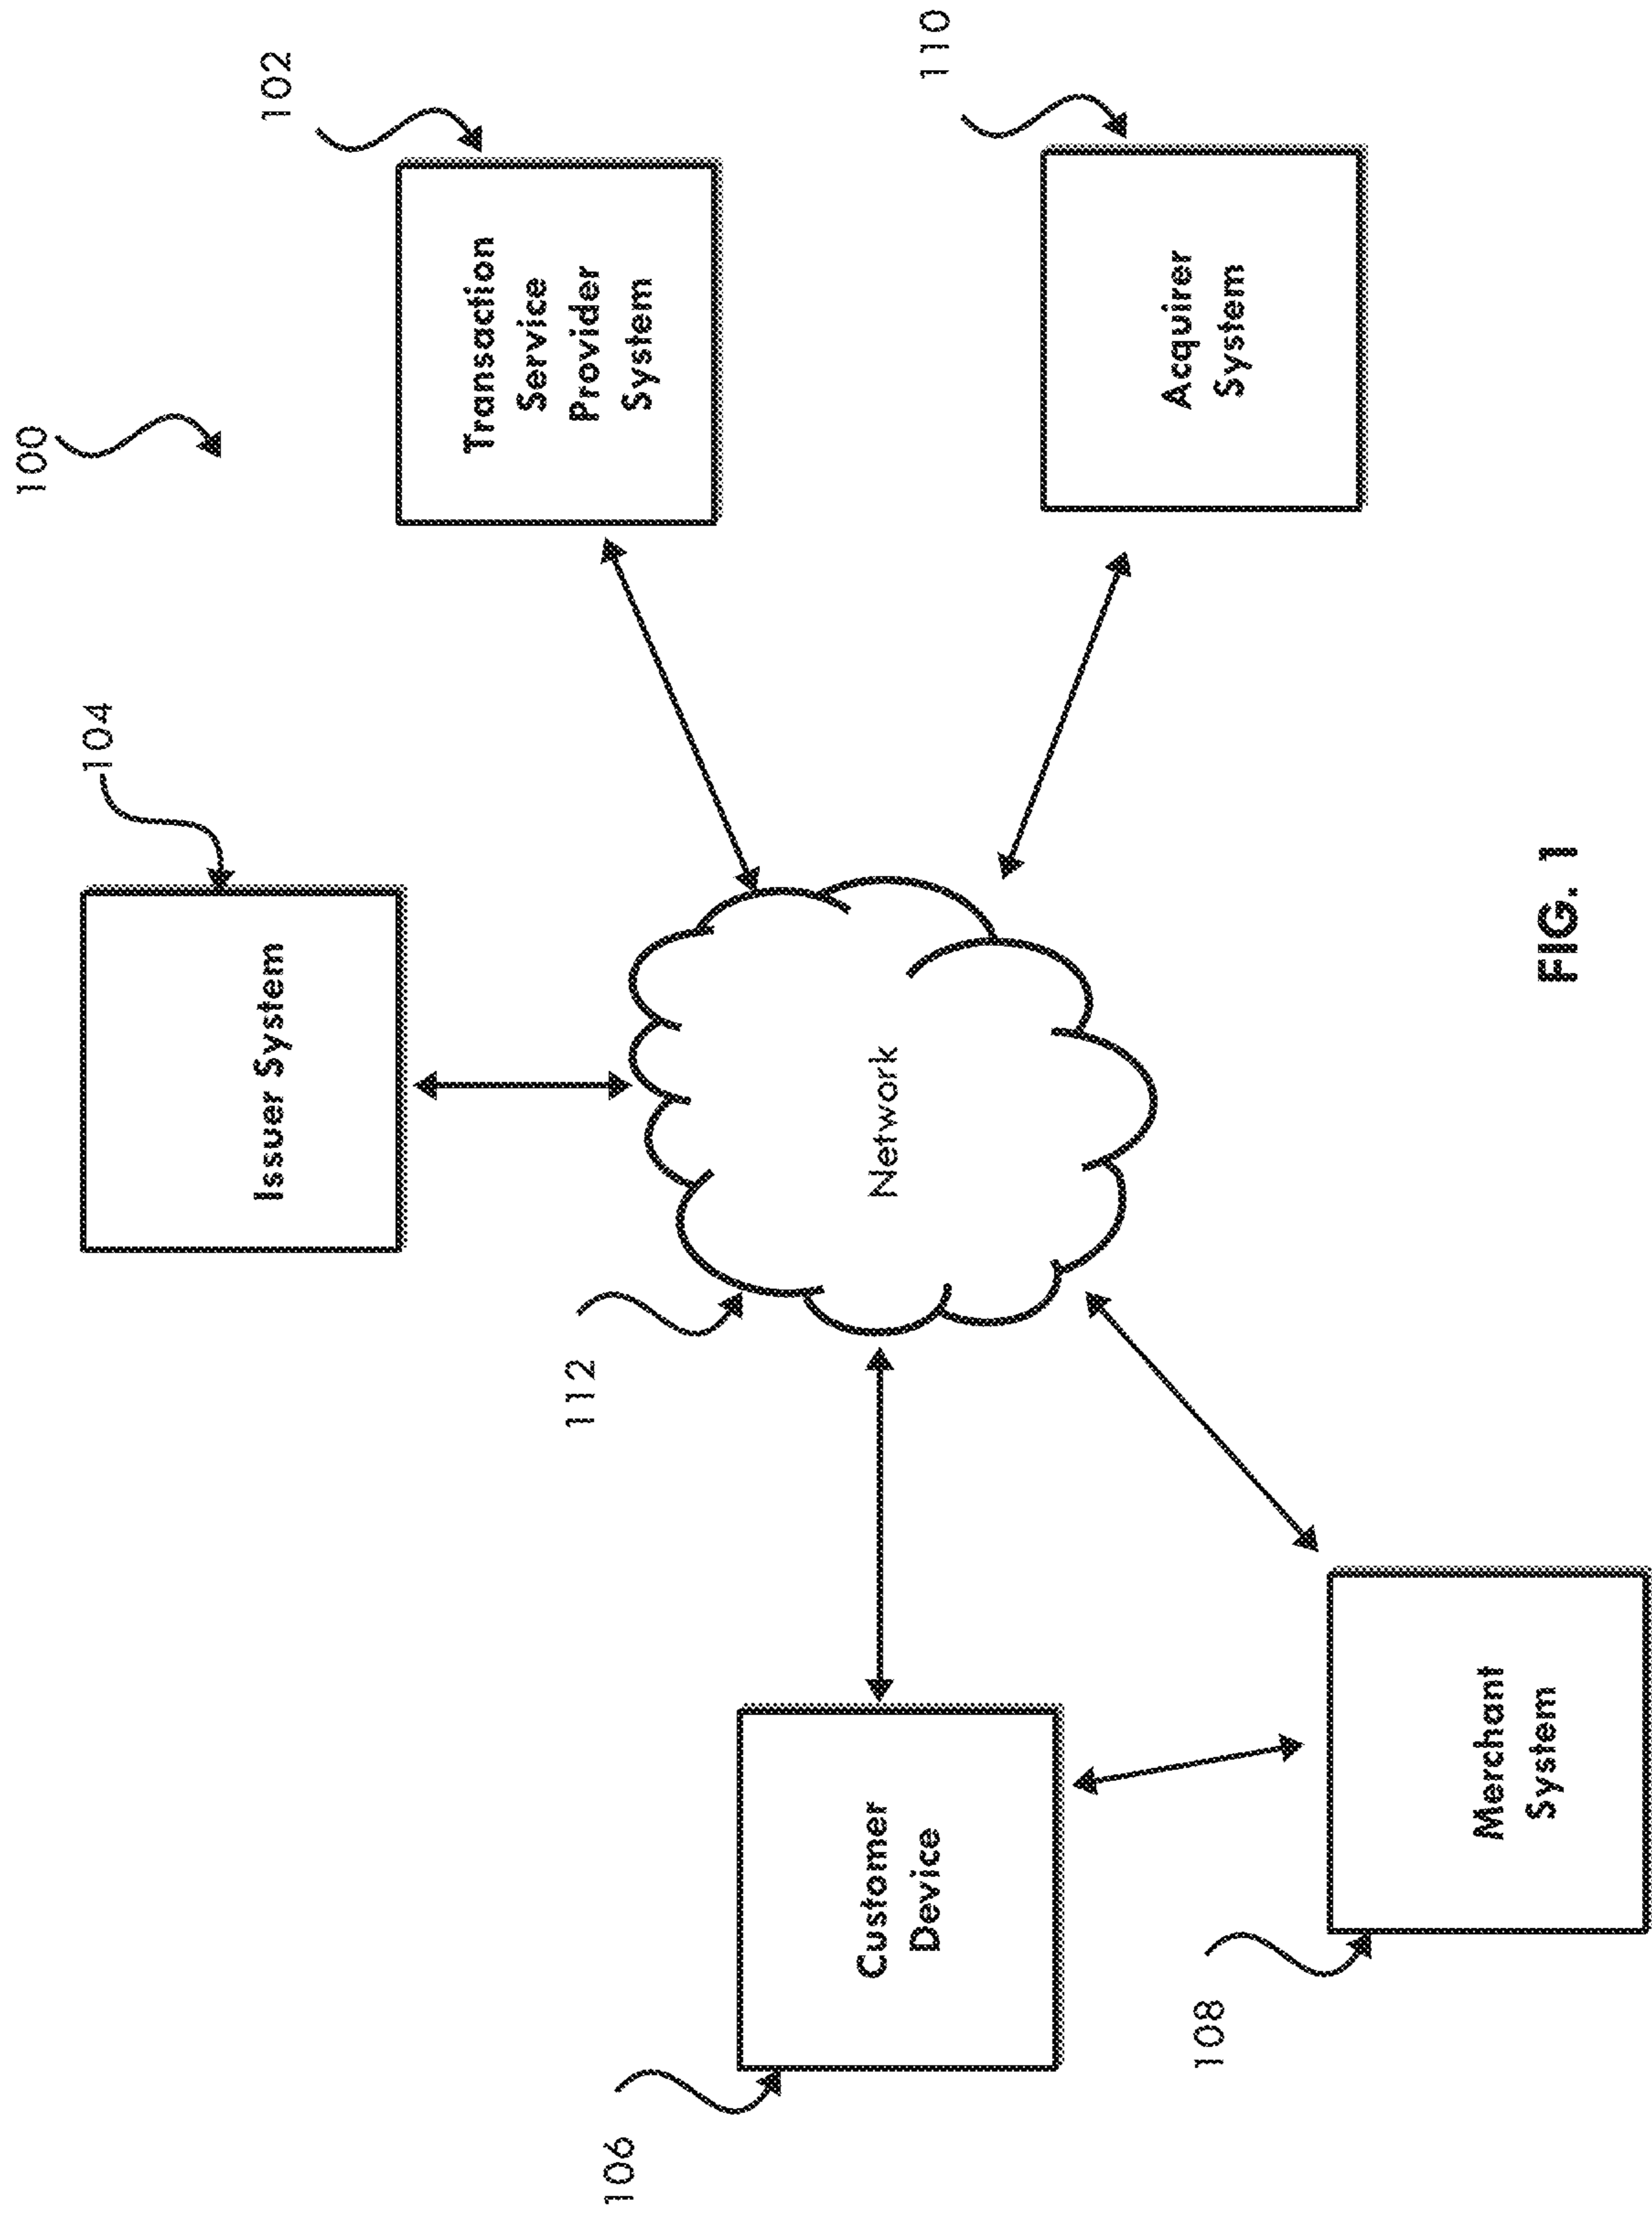 100
104
Issuer System
102
Transaction
Service
Provider
System
112
Network
106
Customer
Device
110
Acquirer
System
108
Merchant
System
FIG. 1